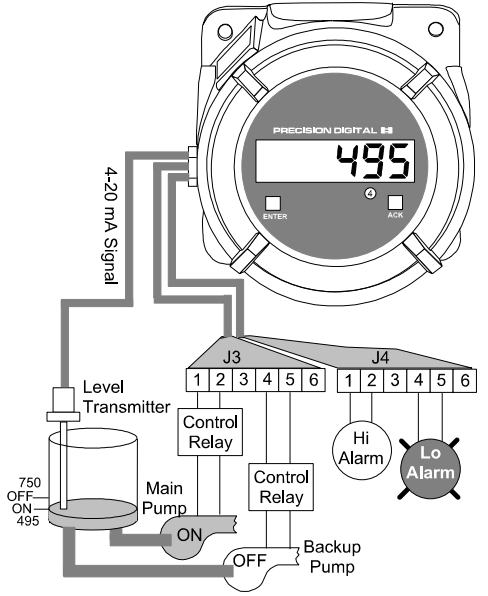 PRECISION DIGITAL
495
4
ENTER
ACK
4-20 mA Signal
J3
J4
1 2 3 4 5 6
1 2 3 4 5 6
Level
Transmitter
Control
Relay
Hi
Alarm
Lo
Alarm
Control
Relay
750
OFF
ON
495
Main
Pump
ON
OFF
Backup
Pump